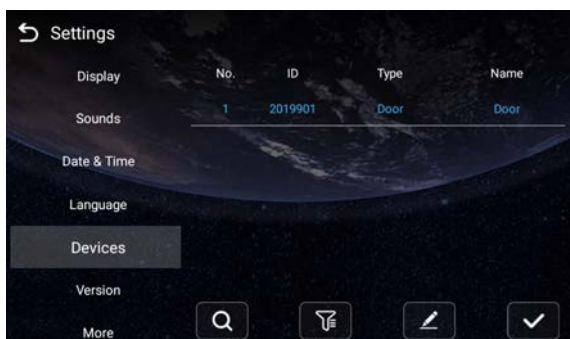 Settings
Display
Sounds
Date & Time
Language
Devices
Version
More
No. ID Type Name
1 2019901 Door Door